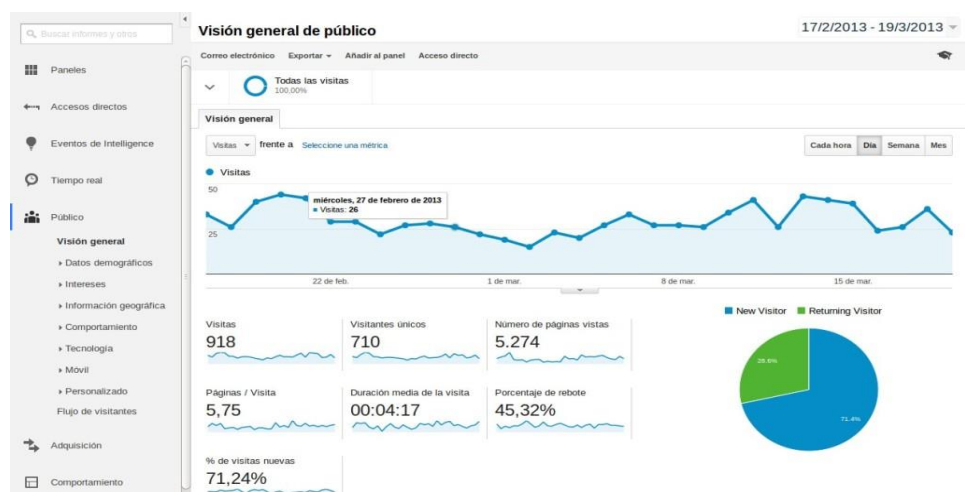 Buscar informes y otros
Paneles
Accesos directos
Eventos de Intelligence
Tiempo real
Público
Visión general
Datos demográficos
Intereses
Información geográfica
Comportamiento
Tecnología
Móvil
Personalizado
Flujo de visitantes
Adquisición
Comportamiento
Visión general de público
17/2/2013 - 19/3/2013
Correo electrónico Exportar Añadir al panel Acceso directo
Todas las visitas
100,00%
Visión general
Visitas frente a Seleccione una métrica
Cada hora Día Semana Mes
Visitas
50
25
miércoles, 27 de febrero de 2013
Visitas: 26
22 de feb. 1 de mar. 8 de mar. 15 de mar.
Visitas
918
Visitantes únicos
710
Número de páginas vistas
5.274
Páginas / Visita
5,75
Duración media de la visita
00:04:17
Porcentaje de rebote
45,32%
% de visitas nuevas
71,24%
New Visitor Returning Visitor
28.6%
71.4%